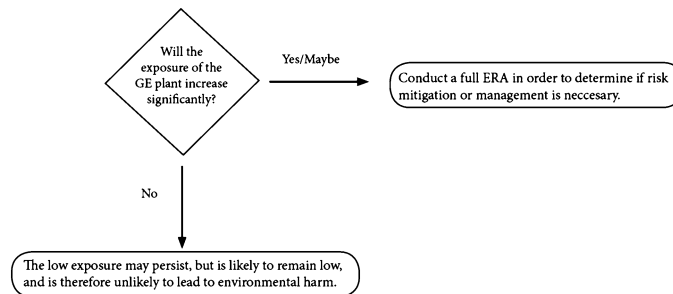 Will the
exposure of the
GE plant increase
significantly?
Yes/Maybe
Conduct a full ERA in order to determine if risk
mitigation or management is neccesary.
No
The low exposure may persist, but is likely to remain low,
and is therefore unlikely to lead to environmental harm.